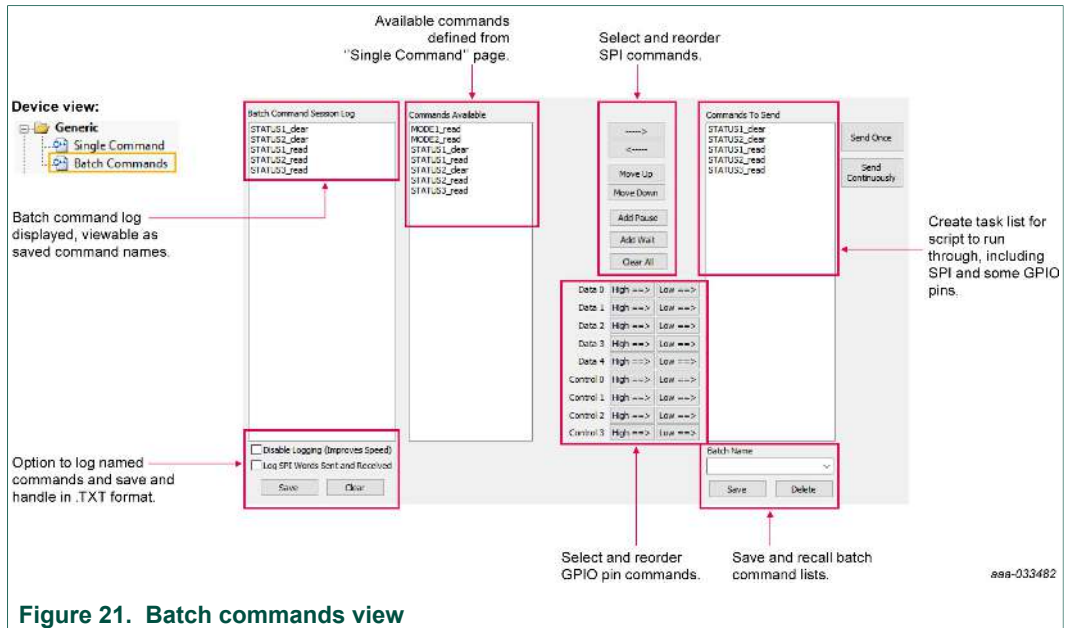 Available commands
defined from
"Single Command" page.
Select and reorder
SPI commands.
Device view:
Generic
Single Command
Batch Commands
Batch command log
displayed, viewable as
saved command names.
Option to log named
commands and save and
handle in .TXT format.
Batch Command Session Log
STATUS1_clear
STATUS2_clear
STATUS1_read
STATUS2_read
STATUS3_read
Disable Logging (Improves Speed)
Log SPI Words Sent and Received
Save Clear
Commands Available
MODE1_read
MODE2_read
STATUS1_clear
STATUS1_read
STATUS2_clear
STATUS2_read
STATUS3_read
----->
<-----
Move Up
Move Down
Add Pause
Add Wait
Clear All
Data 0 High ==> Low ==>
Data 1 High ==> Low ==>
Data 2 High ==> Low ==>
Data 3 High ==> Low ==>
Data 4 High ==> Low ==>
Control 0 High ==> Low ==>
Control 1 High ==> Low ==>
Control 2 High ==> Low ==>
Control 3 High ==> Low ==>
Commands To Send
STATUS1_clear
STATUS2_clear
STATUS1_read
STATUS2_read
STATUS3_read
Send Once
Send
Continuously
Batch Name
Save Delete
Create task list for
script to run
through, including
SPI and some GPIO
pins.
Select and reorder
GPIO pin commands.
Save and recall batch
command lists.
aaa-033482
Figure 21. Batch commands view